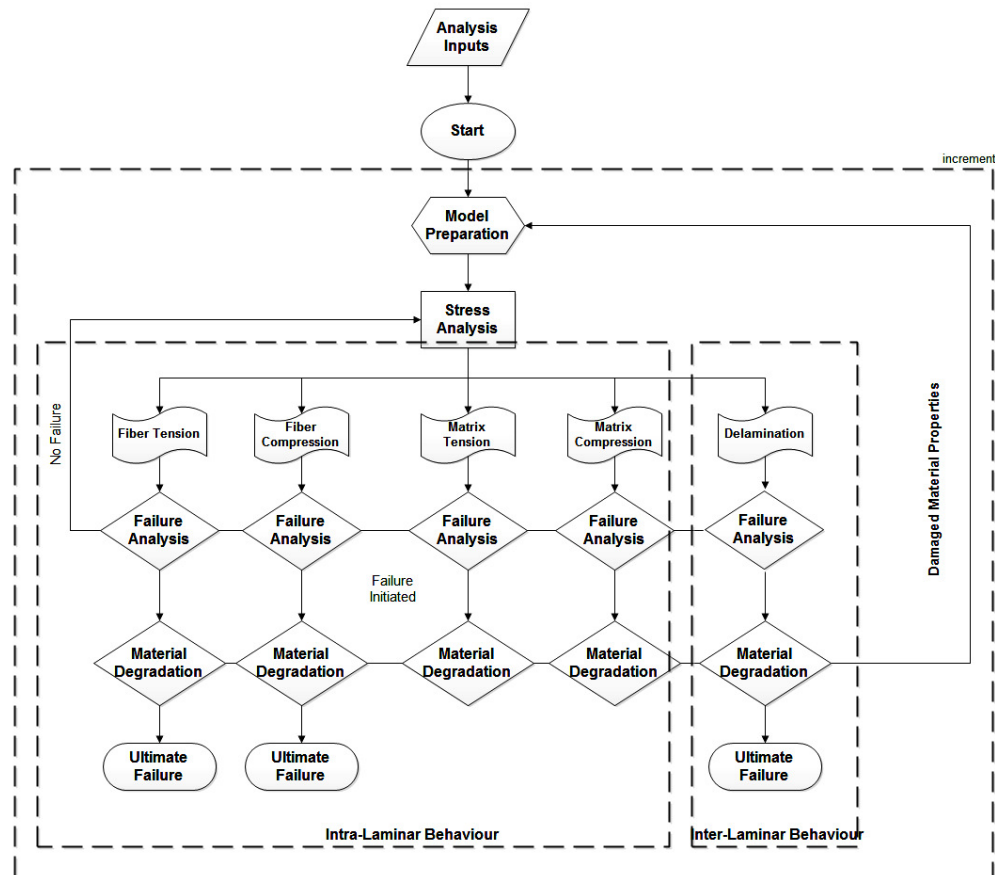 Analysis
Inputs
Start
increment
Model
Preparation
Stress
Analysis
No Failure
Fiber Tension
Fiber
Compression
Matrix
Tension
Matrix
Compression
Delamination
Damaged Material Properties
Failure
Analysis
Failure
Analysis
Failure
Analysis
Failure
Analysis
Failure
Analysis
Failure
Initiated
Material
Degradation
Material
Degradation
Material
Degradation
Material
Degradation
Material
Degradation
Ultimate
Failure
Ultimate
Failure
Ultimate
Failure
Intra-Laminar Behaviour
Inter-Laminar Behaviour